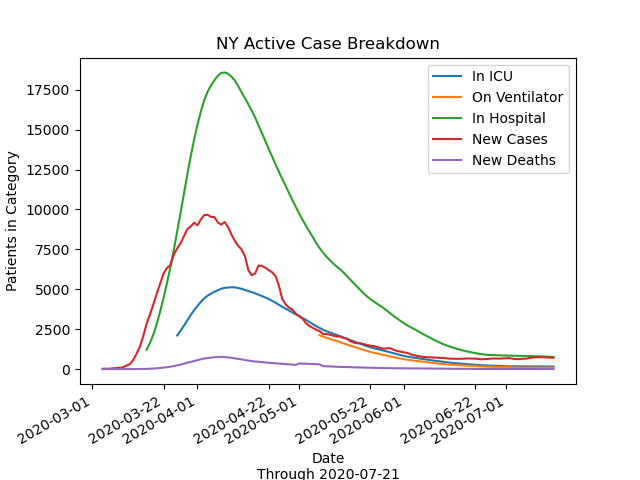 NY Active Case Breakdown
In ICU
On Ventilator
In Hospital
New Cases
New Deaths
Patients in Category
17500
15000
12500
10000
7500
5000
2500
0
2020-03-01
2020-03-22
2020-04-01
2020-04-22
2020-05-01
2020-05-22
2020-06-01
2020-06-22
2020-07-01
Date
Through 2020-07-21